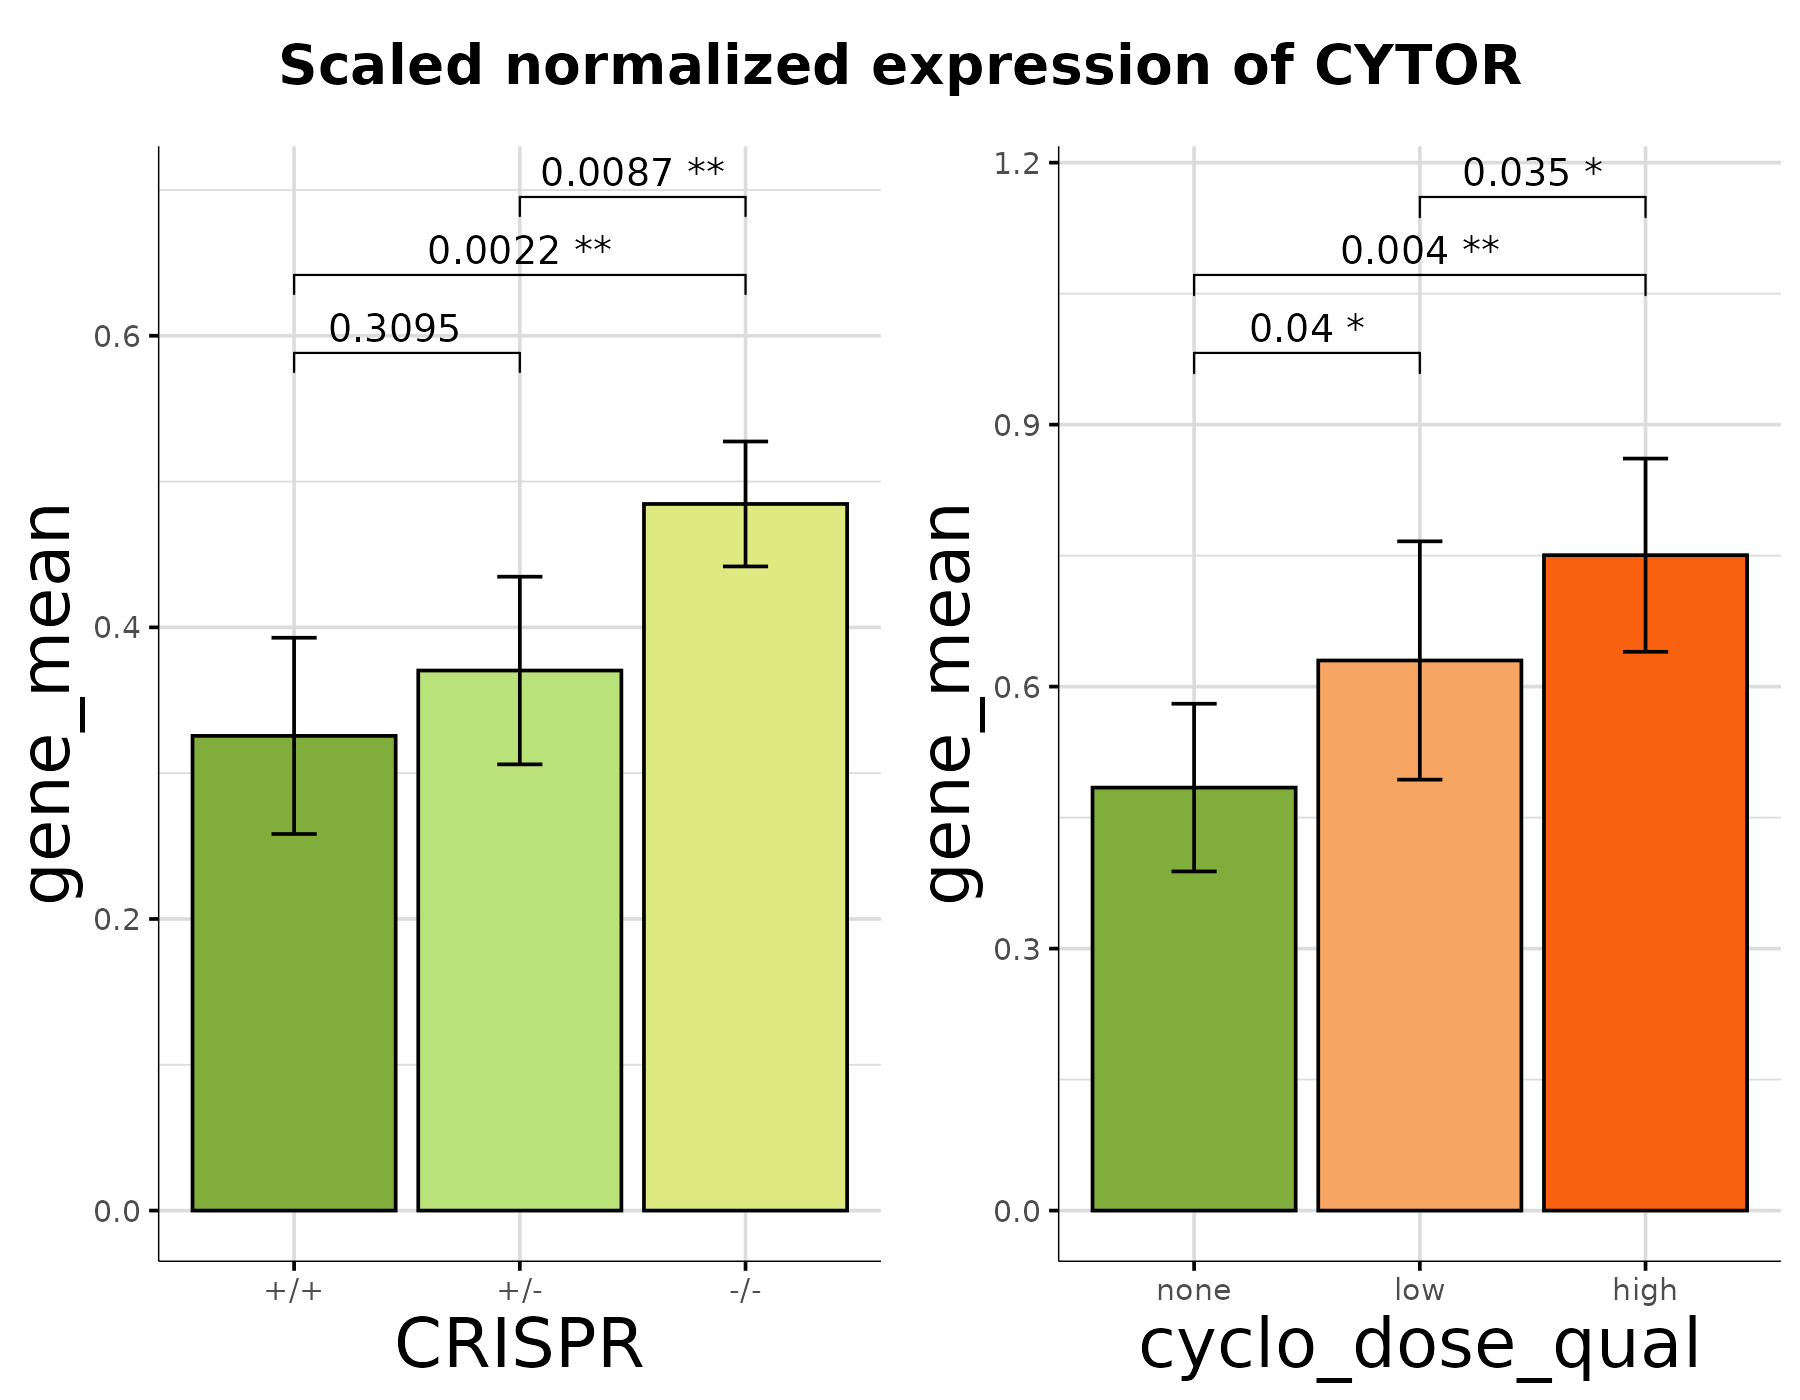 Scaled normalized expression of CYTOR
gene_mean
0.6
0.4
0.2
0.0
0.0087 **
0.0022 **
0.3095
+/+ +/- -/-
CRISPR
gene_mean
1.2
0.9
0.6
0.3
0.0
0.035 *
0.004 **
0.04 *
none low high
cyclo_dose_qual